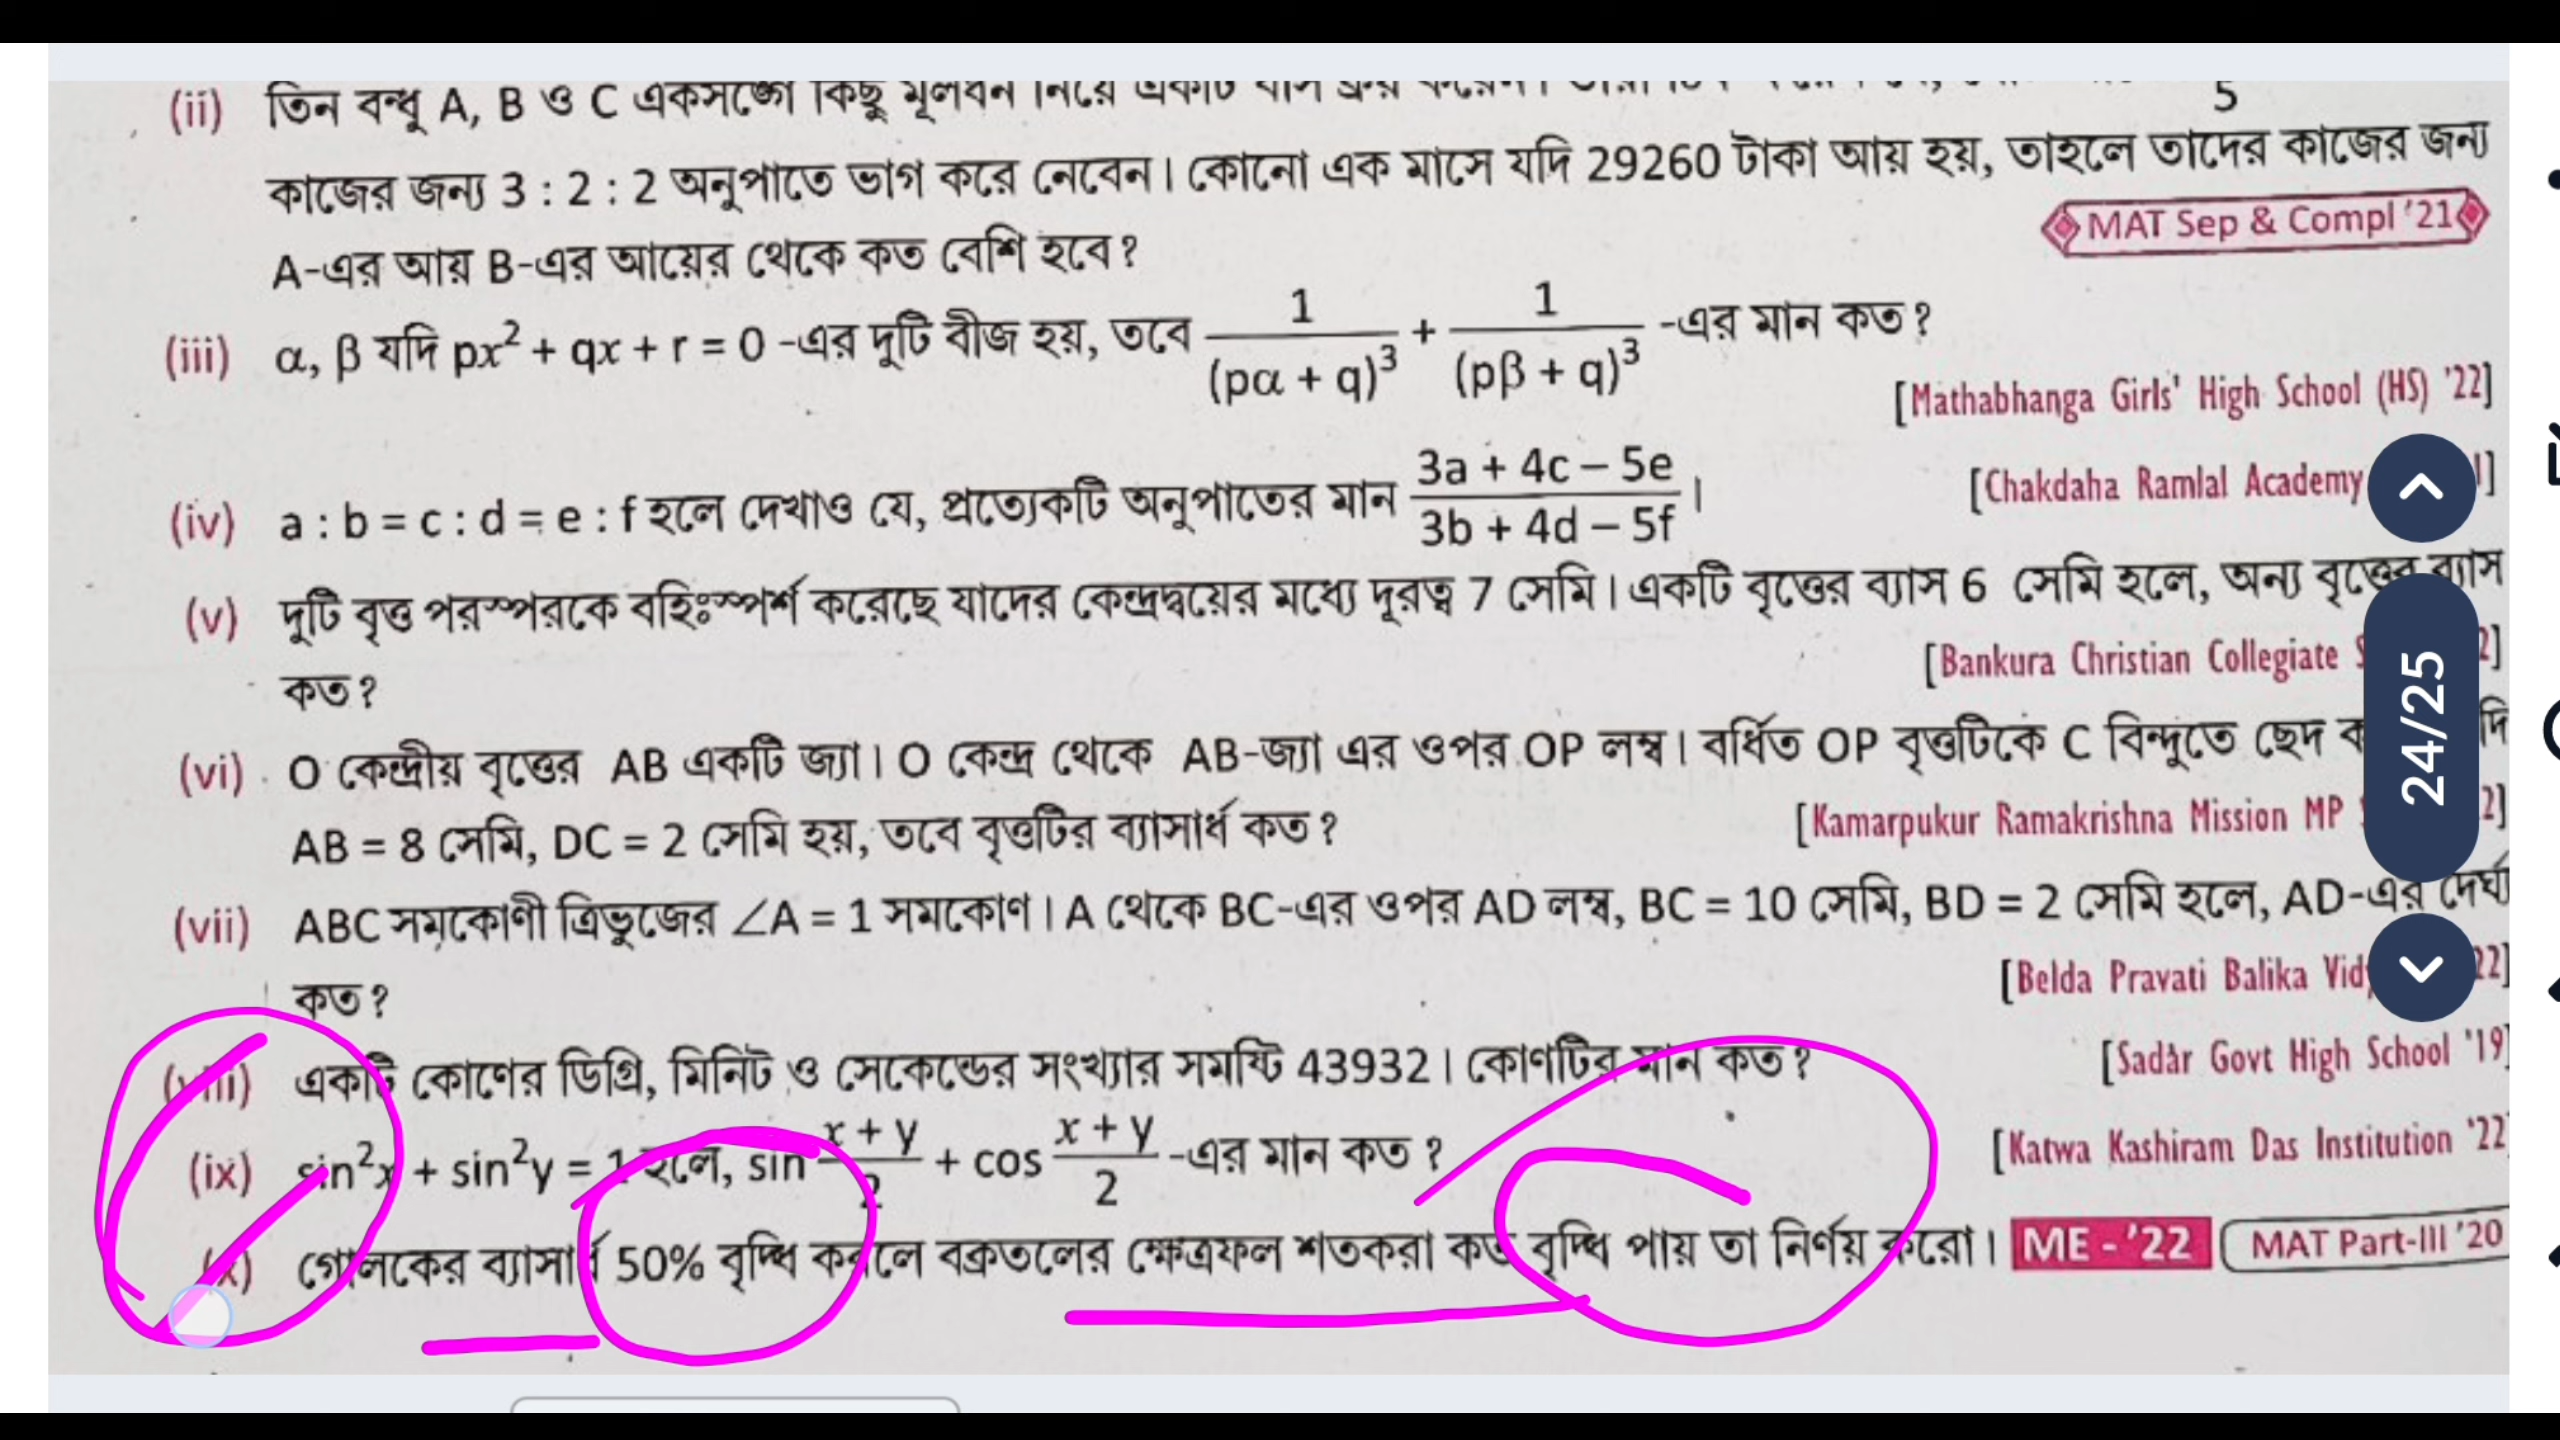 (ii) তিন বন্ধু A, B ও C একসঙ্গে কিছু মূলধন নিয়ে একটি বাস ক্রয় করেন। 5
কাজের জন্য 3 : 2 : 2 অনুপাতে ভাগ করে নেবেন। কোনো এক মাসে যদি 29260 টাকা আয় হয়, তাহলে তাদের কাজের জন্য
A-এর আয় B-এর আয়ের থেকে কত বেশি হবে? MAT Sep & Compl '21
(iii) α, β যদি px² + qx + r = 0 -এর দুটি বীজ হয়, তবে 1/(pα + q)³ + 1/(pβ + q)³ -এর মান কত?
[Mathabhanga Girls' High School (HS) '22]
(iv) a : b = c : d = e : f হলে দেখাও যে, প্রত্যেকটি অনুপাতের মান (3a + 4c – 5e)/(3b + 4d – 5f)। [Chakdaha Ramlal Academy
(v) দুটি বৃত্ত পরস্পরকে বহিঃস্পর্শ করেছে যাদের কেন্দ্রদ্বয়ের মধ্যে দূরত্ব 7 সেমি। একটি বৃত্তের ব্যাস 6 সেমি হলে, অন্য বৃত্তের ব্যাস
কত? [Bankura Christian Collegiate
(vi) O কেন্দ্রীয় বৃত্তের AB একটি জ্যা। O কেন্দ্র থেকে AB-জ্যা এর ওপর OP লম্ব। বর্ধিত OP বৃত্তটিকে C বিন্দুতে ছেদ
AB = 8 সেমি, DC = 2 সেমি হয়, তবে বৃত্তটির ব্যাসার্ধ কত? [Kamarpukur Ramakrishna Mission MP
(vii) ABC সমকোণী ত্রিভুজের ∠A = 1 সমকোণ। A থেকে BC-এর ওপর AD লম্ব, BC = 10 সেমি, BD = 2 সেমি হলে, AD-এর দৈর্ঘ্য
কত? [Belda Pravati Balika
(viii) একটি কোণের ডিগ্রি, মিনিট ও সেকেন্ডের সংখ্যার সমষ্টি 43932। কোণটির মান কত? [Sadar Govt High School '19]
(ix) sin²x + sin²y = 1 হলে, sin (x + y)/2 + cos (x + y)/2 -এর মান কত? [Katwa Kashiram Das Institution '22]
(x) গোলকের ব্যাসার্ধ 50% বৃদ্ধি করলে বক্রতলের ক্ষেত্রফল শতকরা কত বৃদ্ধি পায় তা নির্ণয় করো। ME - '22 MAT Part-III '20
24/25